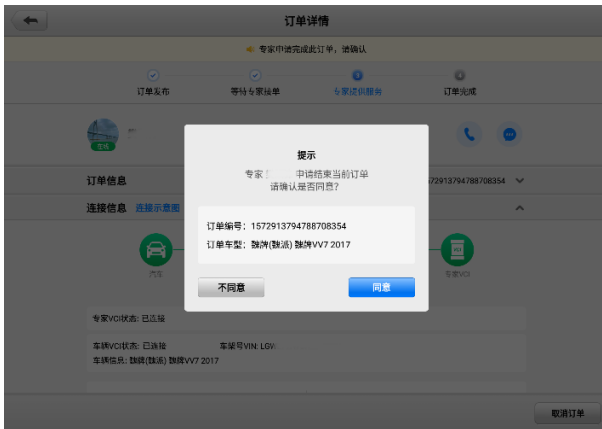 订单详情
专家申请完成此订单，请确认
订单发布
等待专家接单
3
专家提供服务
4
订单完成
在线
提示
专家 申请结束当前订单
请确认是否同意？
订单编号：1572913794788708354
订单车型：魏牌(魏派) 魏牌VV7 2017
不同意
同意
订单信息
572913794788708354
连接信息 连接示意图
汽车
专家VCI
专家VCI状态: 已连接
车辆VCI状态: 已连接 车架号VIN: LGV
车辆信息: 魏牌(魏派) 魏牌VV7 2017
取消订单